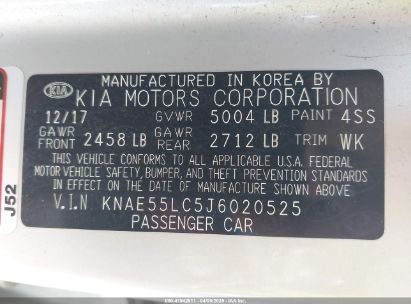 MANUFACTURED IN KOREA BY
KIA KIA MOTORS CORPORATION
12/17 GVWR 5004 LB PAINT 4SS
GAWR FRONT 2458 LB GAWR REAR 2712 LB TRIM WK
THIS VEHICLE CONFORMS TO ALL APPLICABLE U.S.A. FEDERAL
MOTOR VEHICLE SAFETY, BUMPER, AND THEFT PREVENTION STANDARDS
IN EFFECT ON THE DATE OF MANUFACTURE SHOWN ABOVE.
V.I.N KNAE55LC5J6020525
PASSENGER CAR
J52